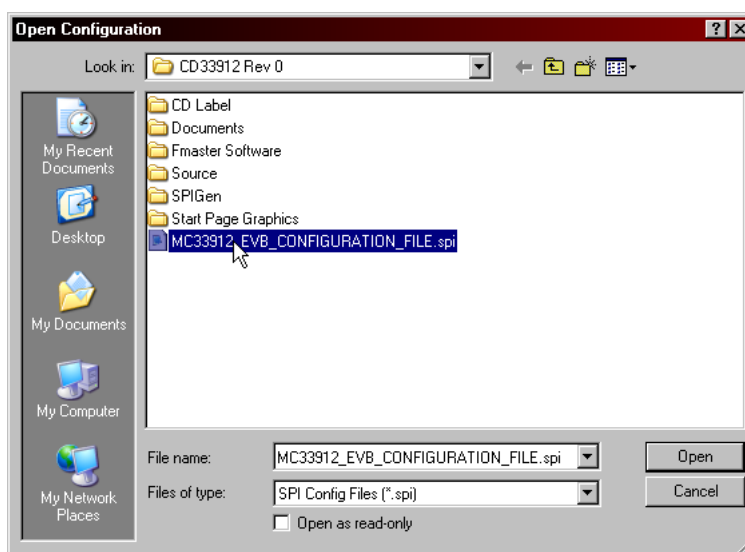 Open Configuration
Look in: CD33912 Rev 0
CD Label
Documents
Fmaster Software
Source
SPIGen
Start Page Graphics
MC33912_EVB_CONFIGURATION_FILE.spi
My Recent
Documents
Desktop
My Documents
My Computer
My Network
Places
File name: MC33912_EVB_CONFIGURATION_FILE.spi Open
Files of type: SPI Config Files (*.spi) Cancel
Open as read-only